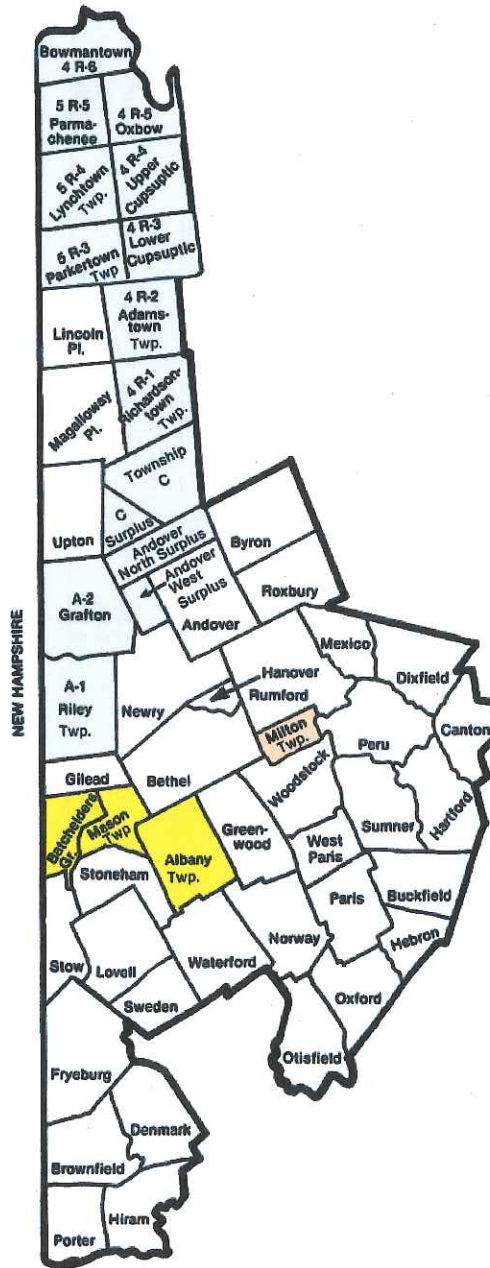 Bowmantown
4 R-6
5 R-5
Parma-
chenee
4 R-5
Oxbow
5 R-4
Lynchtown
Twp.
4 R-4
Upper
Cupsuptic
5 R-3
Parkertown
Twp
4 R-3
Lower
Cupsuptic
Lincoln
Pl.
4 R-2
Adams-
town
Twp.
Magalloway
Pl.
4 R-1
Richardson-
town
Twp.
Township
C
C
Surplus
Upton
Andover
North Surplus
Andover
West
Surplus
Byron
A-2
Grafton
Andover
Roxbury
NEW HAMPSHIRE
A-1
Riley
Twp.
Newry
Hanover
Rumford
Mexico
Dixfield
Milton
Twp.
Peru
Canton
Gilead
Bethel
Woodstock
Batchelders
Gr.
Mason
Twp
Albany
Twp.
Green-
wood
West
Paris
Sumner
Hartford
Stoneham
Paris
Buckfield
Stow
Lovell
Waterford
Norway
Hebron
Sweden
Oxford
Otisfield
Fryeburg
Denmark
Brownfield
Porter
Hiram